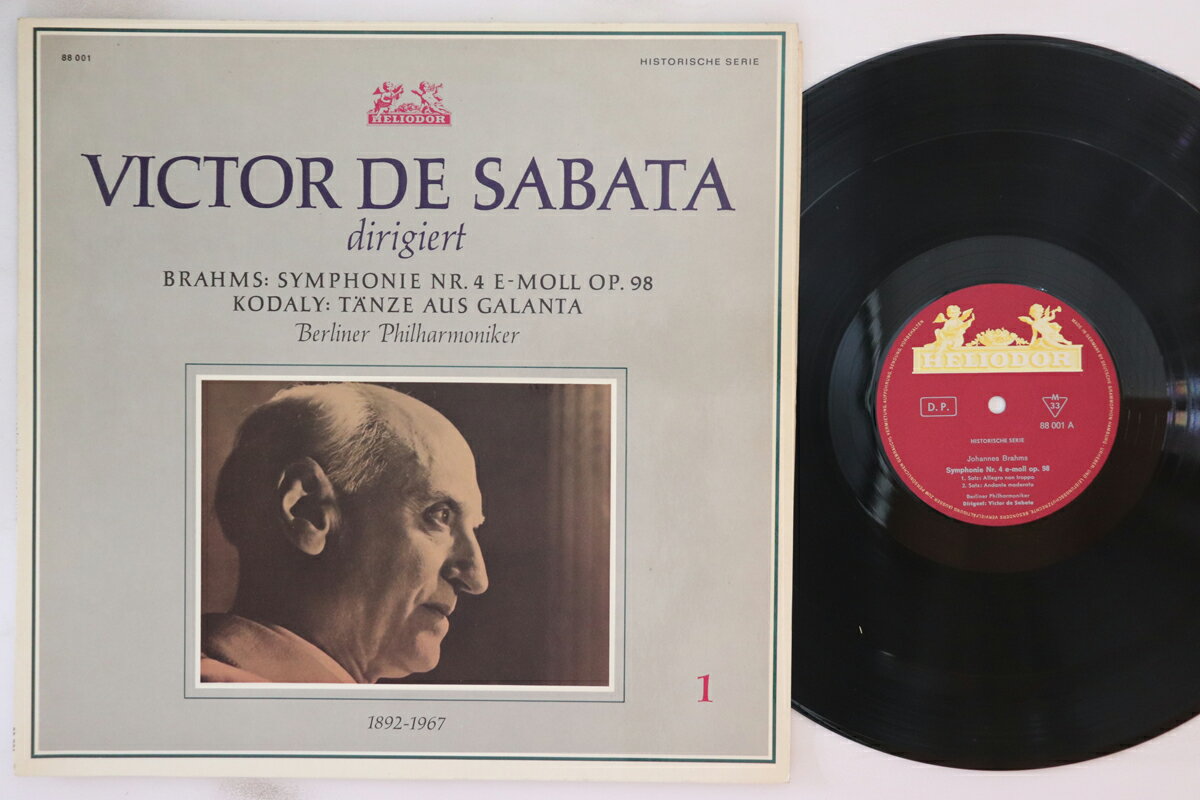 88 001
HISTORISCHE SERIE
HELIODOR
VICTOR DE SABATA
dirigiert
BRAHMS: SYMPHONIE NR. 4 E-MOLL OP. 98
KODALY: TÄNZE AUS GALANTA
Berliner Philharmoniker
1
1892-1967
HELIODOR
D. P.
M
33
88 001 A
HISTORISCHE SERIE
Johannes Brahms
Symphonie Nr. 4 e-moll op. 98
1. Satz: Allegro non troppo
2. Satz: Andante moderato
Berliner Philharmoniker
Dirigent: Victor de Sabata